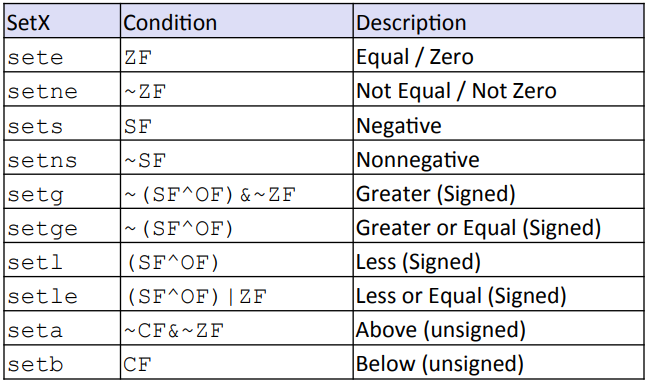 SetX Condition Description
sete ZF Equal / Zero
setne ~ZF Not Equal / Not Zero
sets SF Negative
setns ~SF Nonnegative
setg ~(SF^OF)&~ZF Greater (Signed)
setge ~(SF^OF) Greater or Equal (Signed)
setl (SF^OF) Less (Signed)
setle (SF^OF)|ZF Less or Equal (Signed)
seta ~CF&~ZF Above (unsigned)
setb CF Below (unsigned)